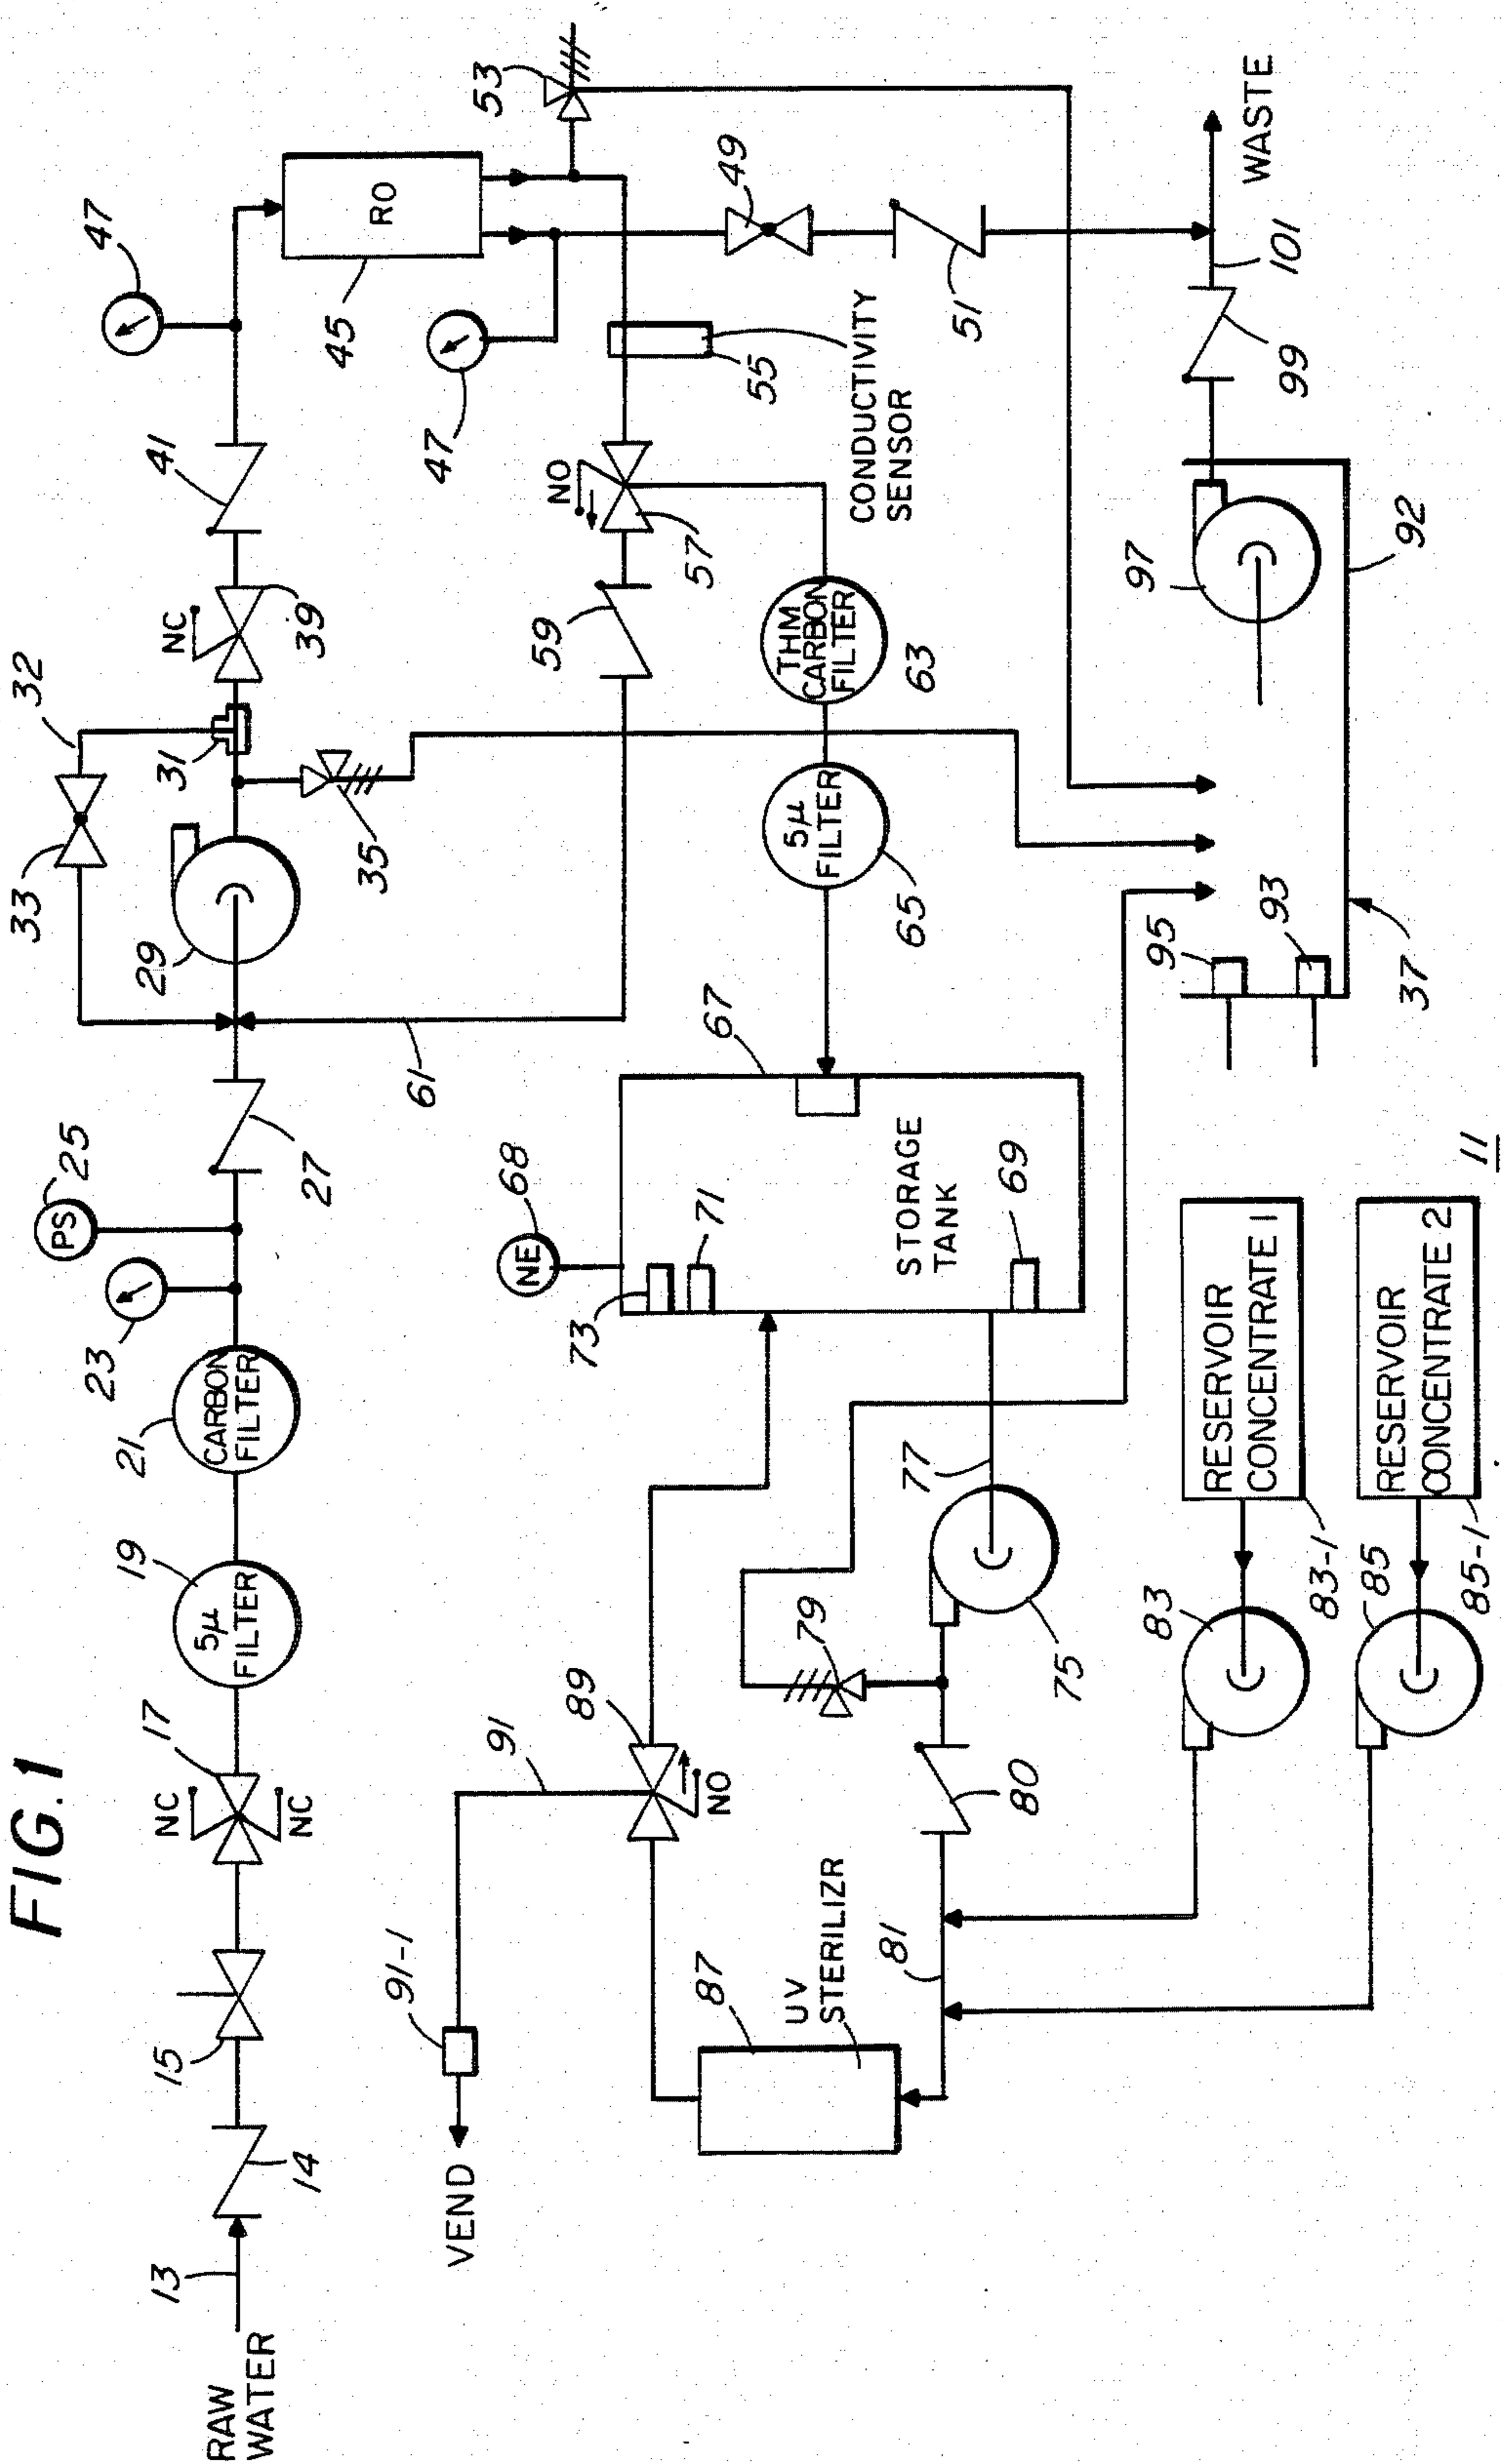 FIG. 1
RAW
WATER
13
14
15
NC
17
NC
5µ
FILTER
19
CARBON
FILTER
21
23
PS
25
27
29
31
32
33
35
NC
39
41
47
RO
45
47
53
49
51
CONDUCTIVITY
SENSOR
55
NO
57
59
61
THM
CARBON
FILTER
63
5µ
FILTER
65
STORAGE
TANK
67
NE
68
69
71
73
75
77
79
80
81
83
RESERVOIR
CONCENTRATE 1
83-1
85
RESERVOIR
CONCENTRATE 2
85-1
UV
STERILIZR
87
89
NO
91
91-1
VEND
92
93
95
37
97
99
101
WASTE
11